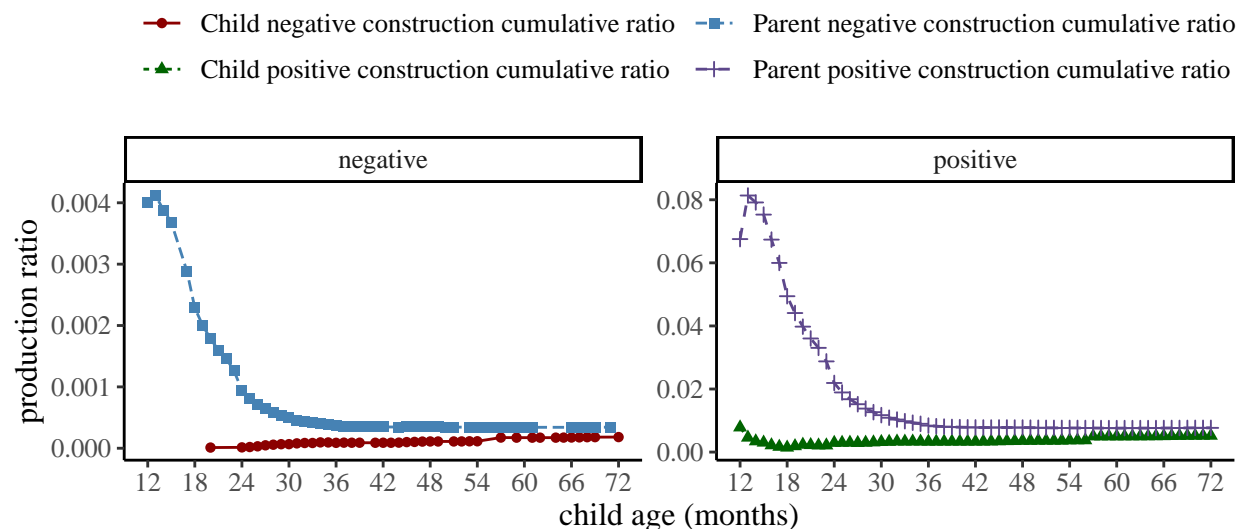 Child negative construction cumulative ratio
Parent negative construction cumulative ratio
Child positive construction cumulative ratio
Parent positive construction cumulative ratio
negative
positive
production ratio
0.004
0.003
0.002
0.001
0.000
0.08
0.06
0.04
0.02
0.00
12 18 24 30 36 42 48 54 60 66 72
12 18 24 30 36 42 48 54 60 66 72
child age (months)